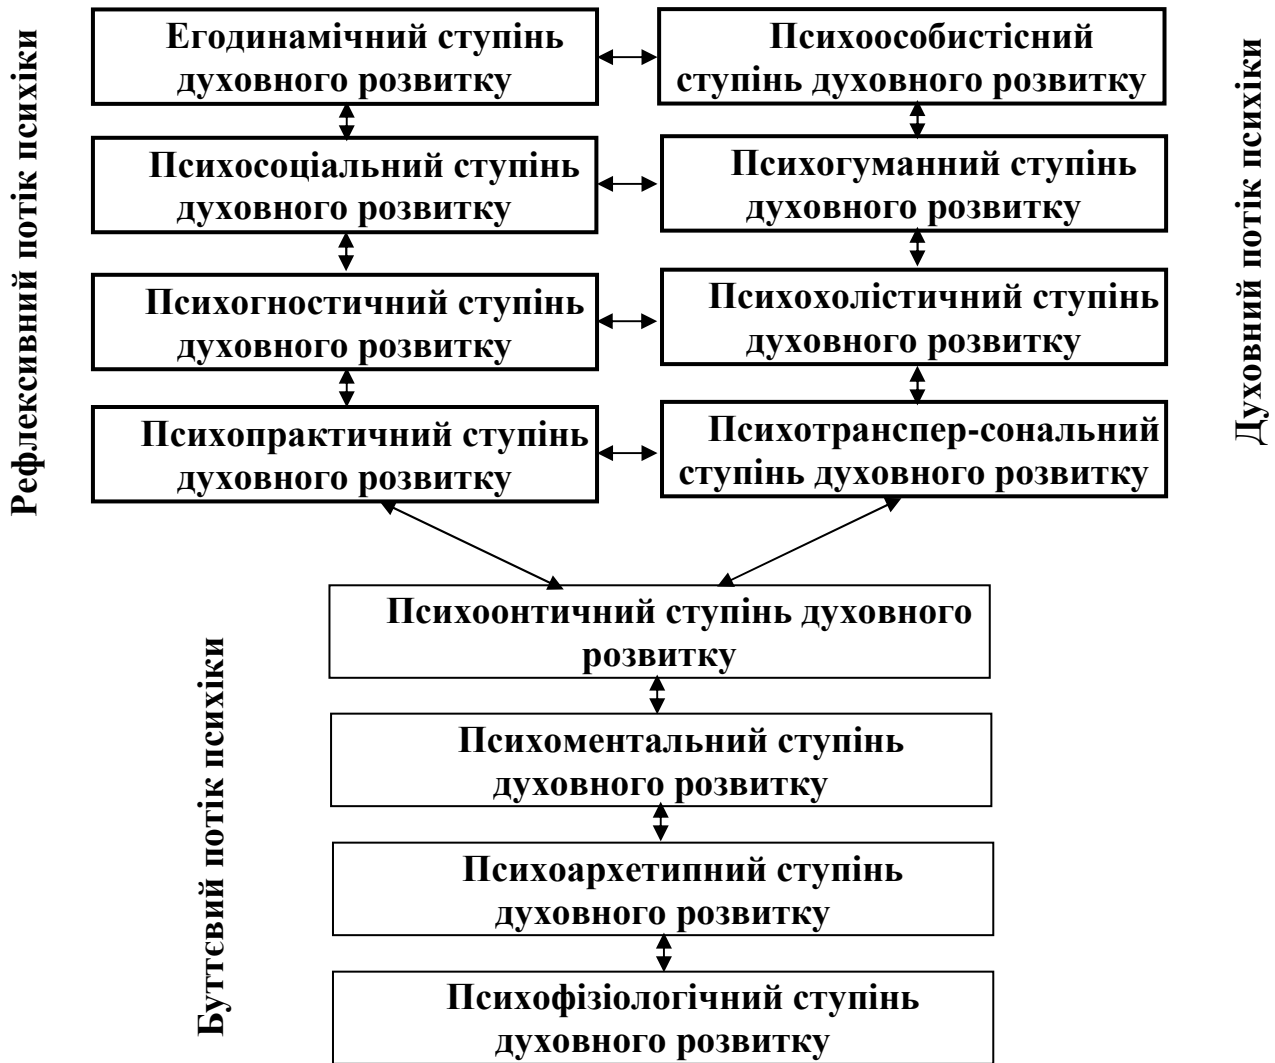 Рефлексивний потік психіки
Егодинамічний ступінь
духовного розвитку
Психоособистісний
ступінь духовного розвитку
Психосоціальний ступінь
духовного розвитку
Психогуманний ступінь
духовного розвитку
Психогностичний ступінь
духовного розвитку
Психохолістичний ступінь
духовного розвитку
Психопрактичний ступінь
духовного розвитку
Психотранспер-сональний
ступінь духовного розвитку
Духовний потік психіки
Буттєвий потік психіки
Психоонтичний ступінь духовного
розвитку
Психоментальний ступінь
духовного розвитку
Психоархетипний ступінь
духовного розвитку
Психофізіологічний ступінь
духовного розвитку